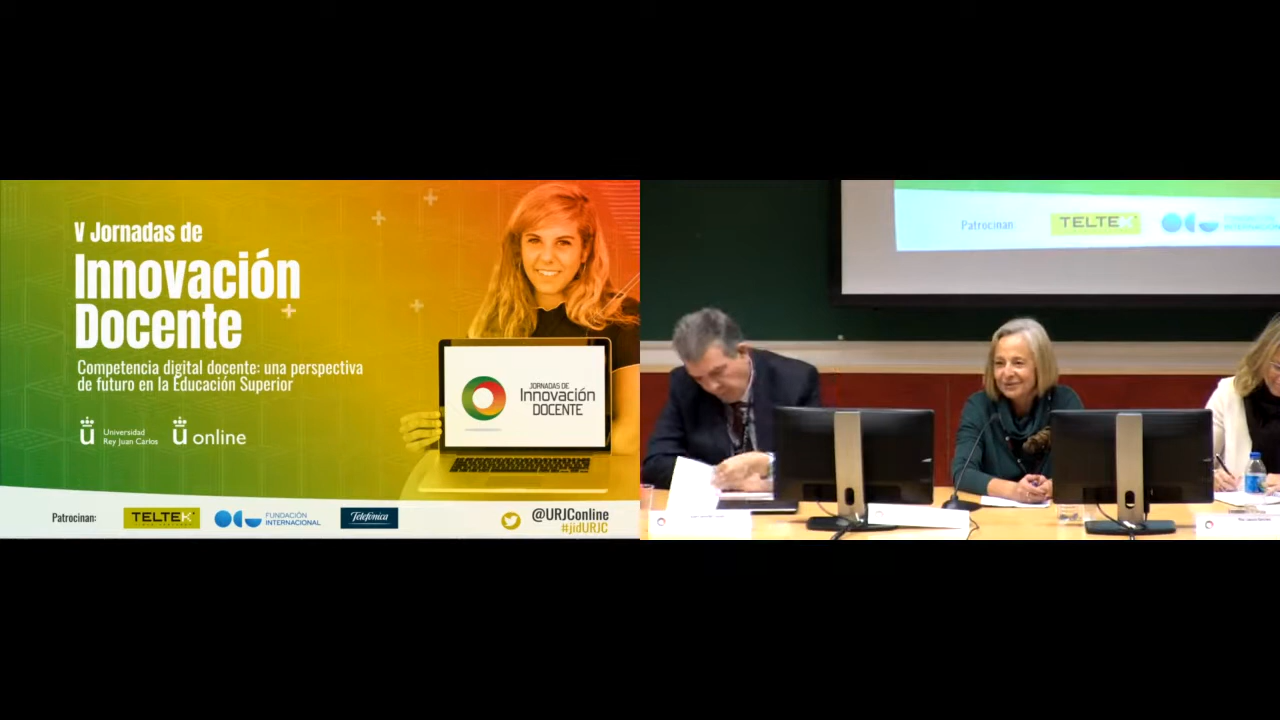 V Jornadas de
Innovación
Docente
Competencia digital docente: una perspectiva
de futuro en la Educación Superior
Universidad
Rey Juan Carlos
ü online
JORNADAS DE
Innovación
DOCENTE
Patrocinan:
TELTEK
FUNDACIÓN
INTERNACIONAL
Telefónica
@URJConline
#jidURJC
Patrocinan:
TELTEK